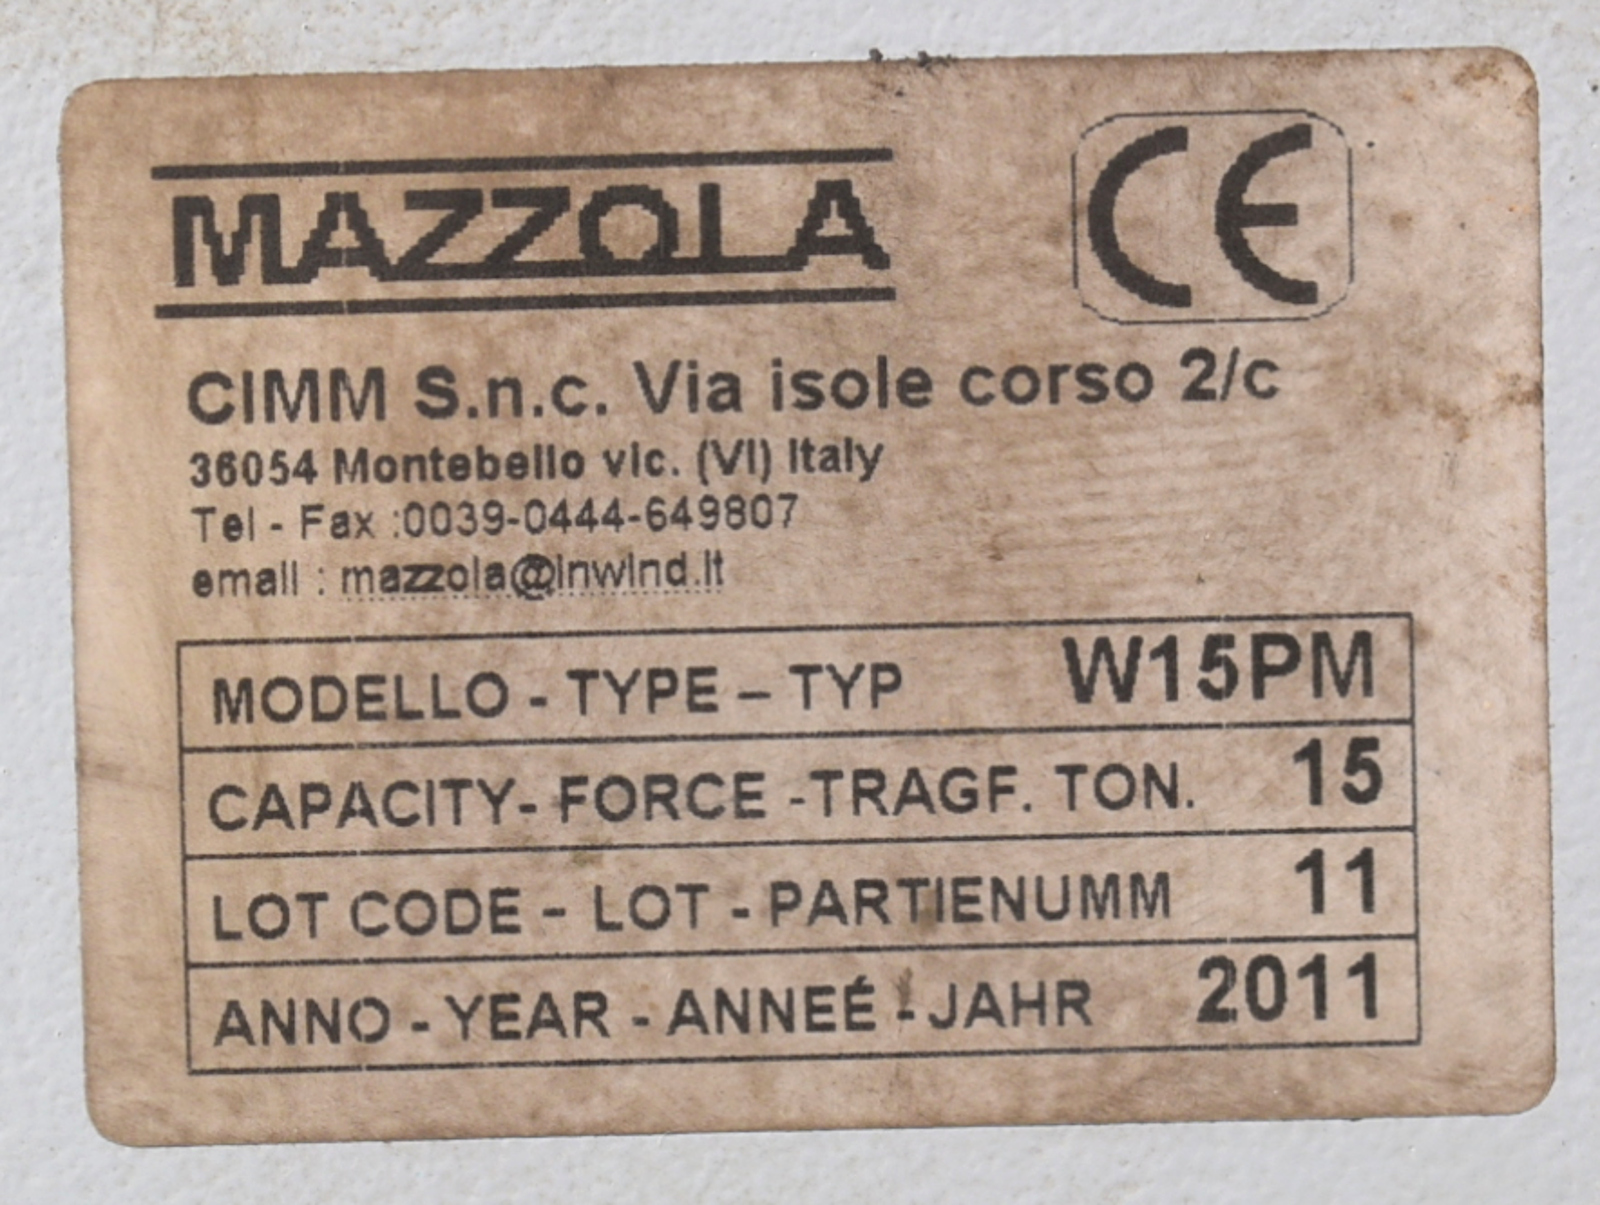 MAZZOLA
CE
CIMM S.n.c. Via isole corso 2/c
36054 Montebello vic. (VI) Italy
Tel - Fax :0039-0444-649807
email : mazzola@inwind.it
MODELLO - TYPE – TYP W15PM
CAPACITY- FORCE -TRAGF. TON. 15
LOT CODE - LOT - PARTIENUMM 11
ANNO - YEAR - ANNEÉ - JAHR 2011